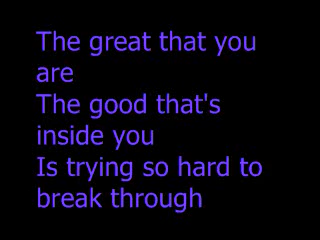 The great that you
are
The good that's
inside you
Is trying so hard to
break through